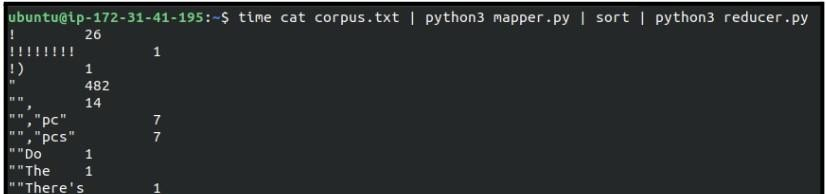 ubuntu@ip-172-31-41-195:~$ time cat corpus.txt | python3 mapper.py | sort | python3 reducer.py
! 26
!!!!!!!! 1
!) 1
" 482
"", 14
"","pc" 7
"","pcs" 7
""Do 1
""The 1
""There's 1